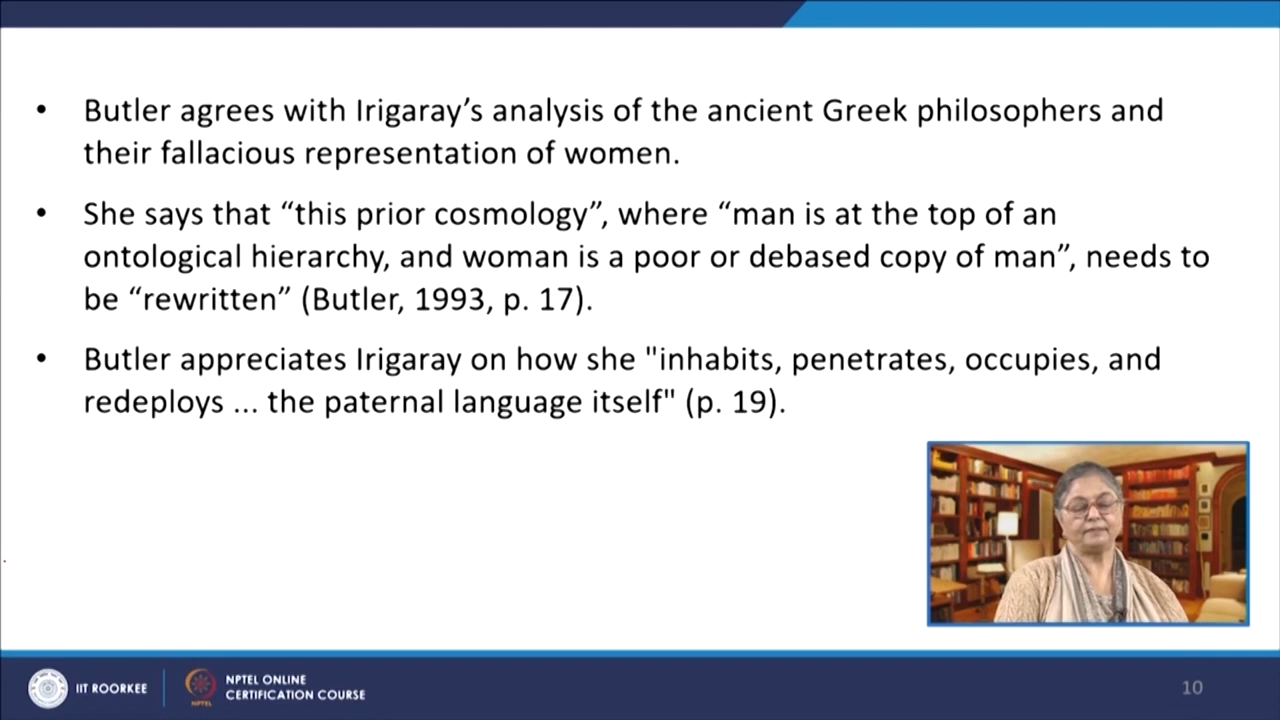 • Butler agrees with Irigaray’s analysis of the ancient Greek philosophers and
their fallacious representation of women.
• She says that “this prior cosmology”, where “man is at the top of an
ontological hierarchy, and woman is a poor or debased copy of man”, needs to
be “rewritten” (Butler, 1993, p. 17).
• Butler appreciates Irigaray on how she "inhabits, penetrates, occupies, and
redeploys ... the paternal language itself" (p. 19).
IIT ROORKEE
NPTEL
NPTEL ONLINE
CERTIFICATION COURSE
10